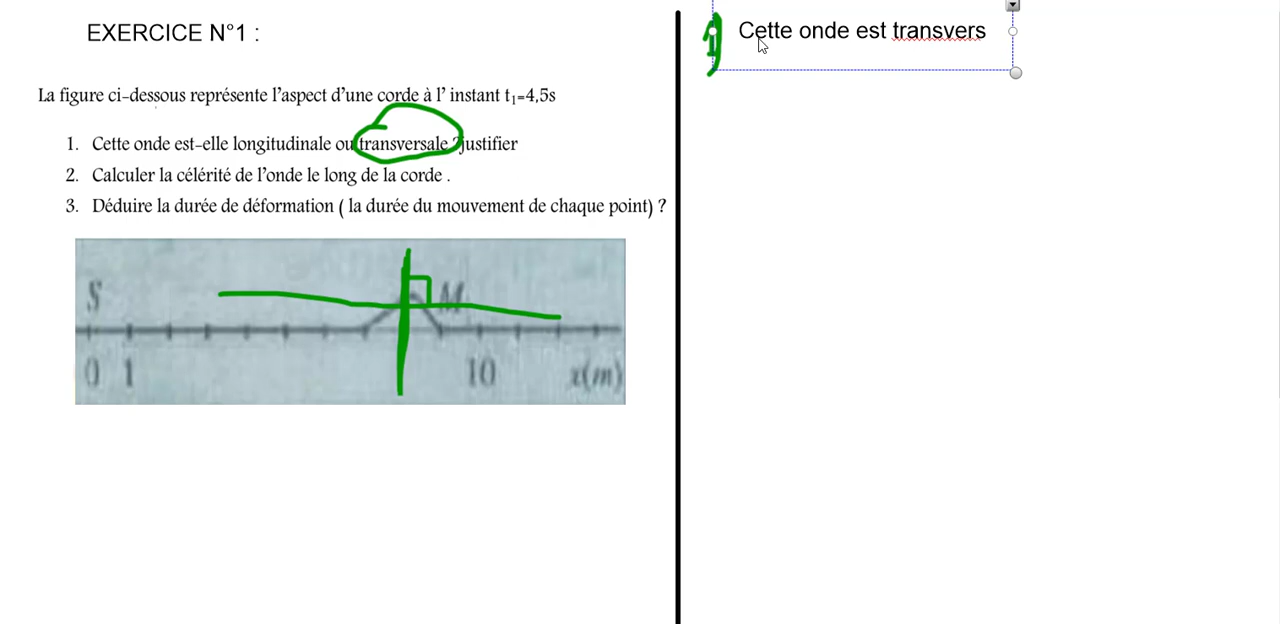 EXERCICE N°1 :
La figure ci-dessous représente l'aspect d'une corde à l' instant t₁=4,5s
1. Cette onde est-elle longitudinale ou transversale ?justifier
2. Calculer la célérité de l'onde le long de la corde .
3. Déduire la durée de déformation ( la durée du mouvement de chaque point) ?
S M
0 1 10 x(m)
1)
Cette onde est transvers